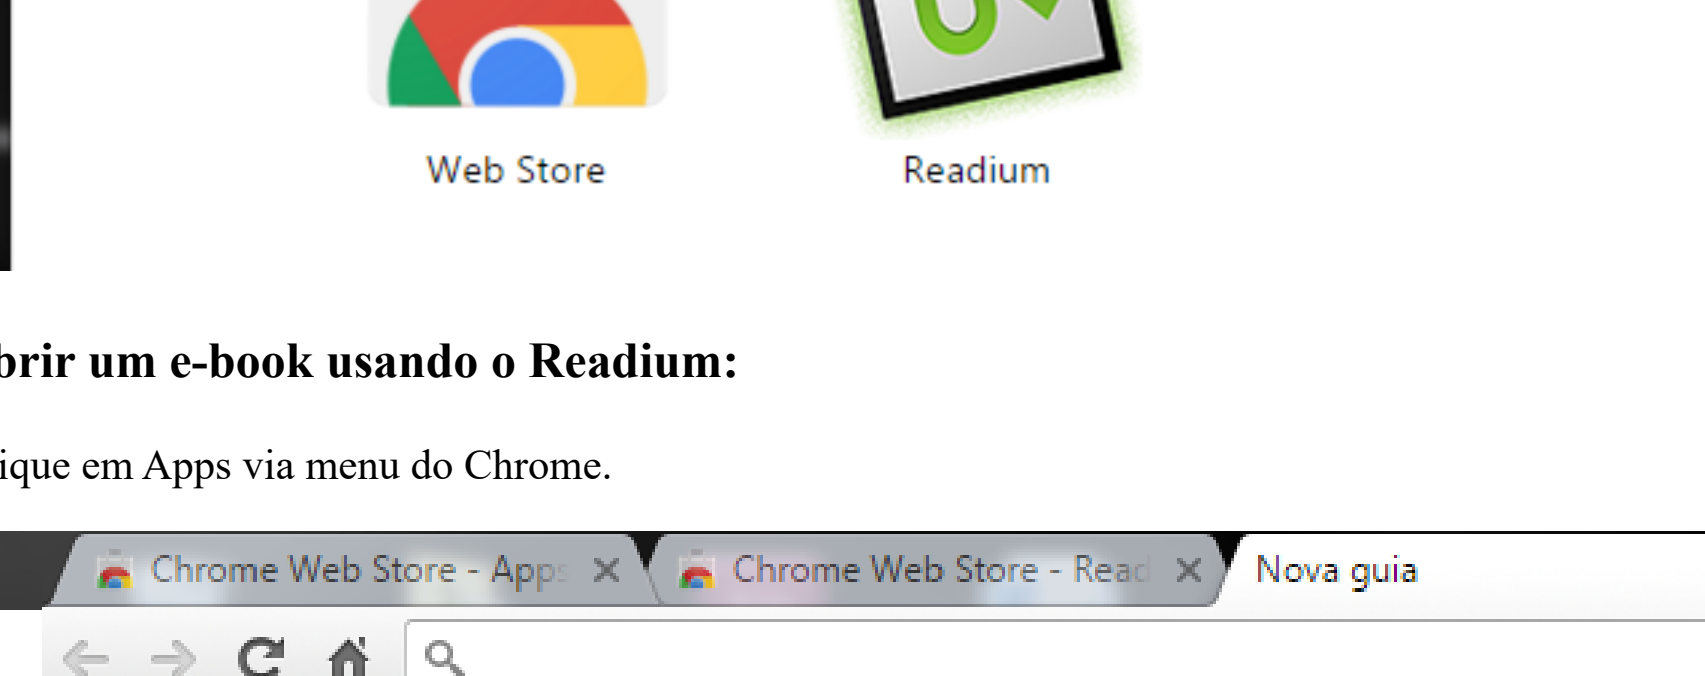 Web Store Readium
brir um e-book usando o Readium:
ique em Apps via menu do Chrome.
Chrome Web Store - Apps Chrome Web Store - Read Nova guia